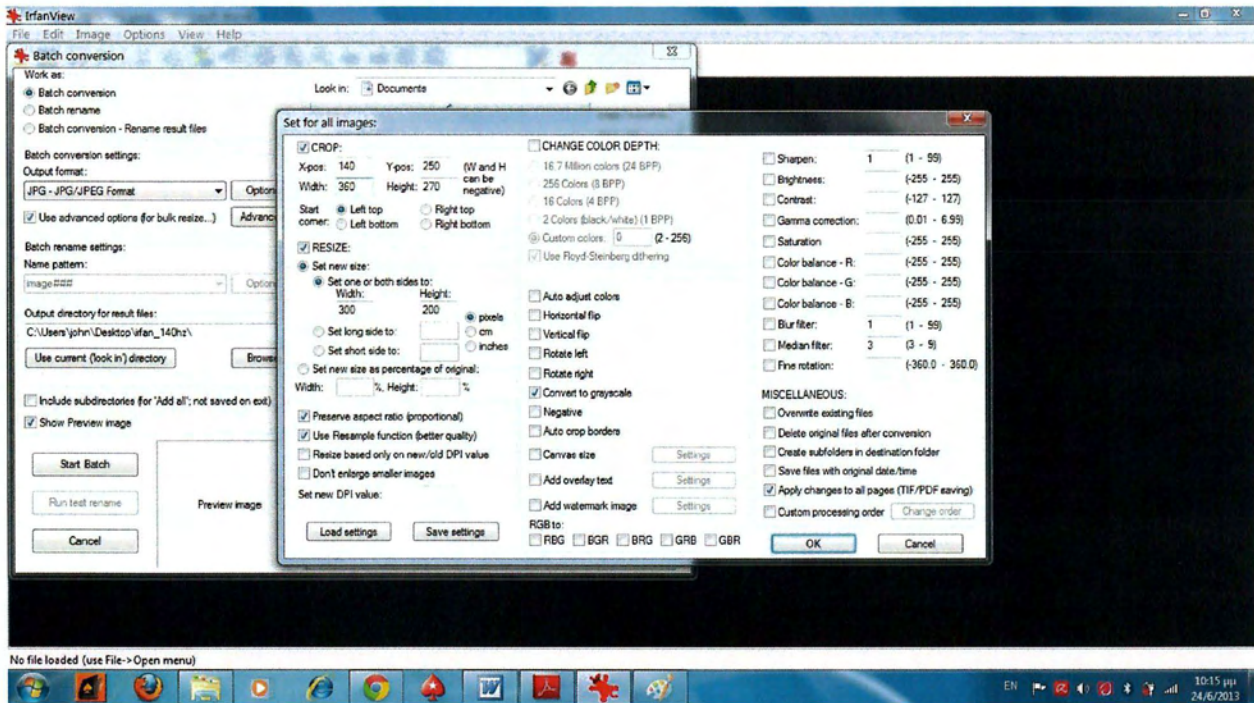 IrfanView
File Edit Image Options View Help
Batch conversion
Work as:
Batch conversion
Batch rename
Batch conversion - Rename result files
Batch conversion settings:
Output format:
JPG - JPG/JPEG Format
Option
Use advanced options (for bulk resize...)
Advanc
Batch rename settings:
Name pattern:
image###
Option
Output directory for result files:
C:\Users\john\Desktop\irfan_140hz\
Use current ('look in') directory
Browse
Include subdirectories (for 'Add all'; not saved on exit)
Show Preview image
Start Batch
Run test rename
Cancel
Preview image
Look in: Documents
Set for all images:
CROP:
X-pos: 140 Y-pos: 250 (W and H can be negative)
Width: 360 Height: 270
Start corner: Left top Right top
Left bottom Right bottom
RESIZE:
Set new size:
Set one or both sides to:
Width: Height:
300 200
pixels
cm
inches
Set long side to:
Set short side to:
Set new size as percentage of original:
Width: %, Height: %
Preserve aspect ratio (proportional)
Use Resample function (better quality)
Resize based only on new/old DPI value
Don't enlarge smaller images
Set new DPI value:
Load settings Save settings
CHANGE COLOR DEPTH:
16.7 Million colors (24 BPP)
256 Colors (8 BPP)
16 Colors (4 BPP)
2 Colors (black/white) (1 BPP)
Custom colors: 0 (2 - 256)
Use Floyd-Steinberg dithering
Auto adjust colors
Horizontal flip
Vertical flip
Rotate left
Rotate right
Convert to grayscale
Negative
Auto crop borders
Canvas size Settings
Add overlay text Settings
Add watermark image Settings
RGB to:
RBG BGR BRG GRB GBR
Sharpen: 1 (1 - 99)
Brightness: (-255 - 255)
Contrast: (-127 - 127)
Gamma correction: (0.01 - 6.99)
Saturation (-255 - 255)
Color balance - R: (-255 - 255)
Color balance - G: (-255 - 255)
Color balance - B: (-255 - 255)
Blur filter: 1 (1 - 99)
Median filter: 3 (3 - 9)
Fine rotation: (-360.0 - 360.0)
MISCELLANEOUS:
Overwrite existing files
Delete original files after conversion
Create subfolders in destination folder
Save files with original date/time
Apply changes to all pages (TIF/PDF saving)
Custom processing order Change order
OK Cancel
No file loaded (use File->Open menu)
EN
10:15 μμ
24/6/2013